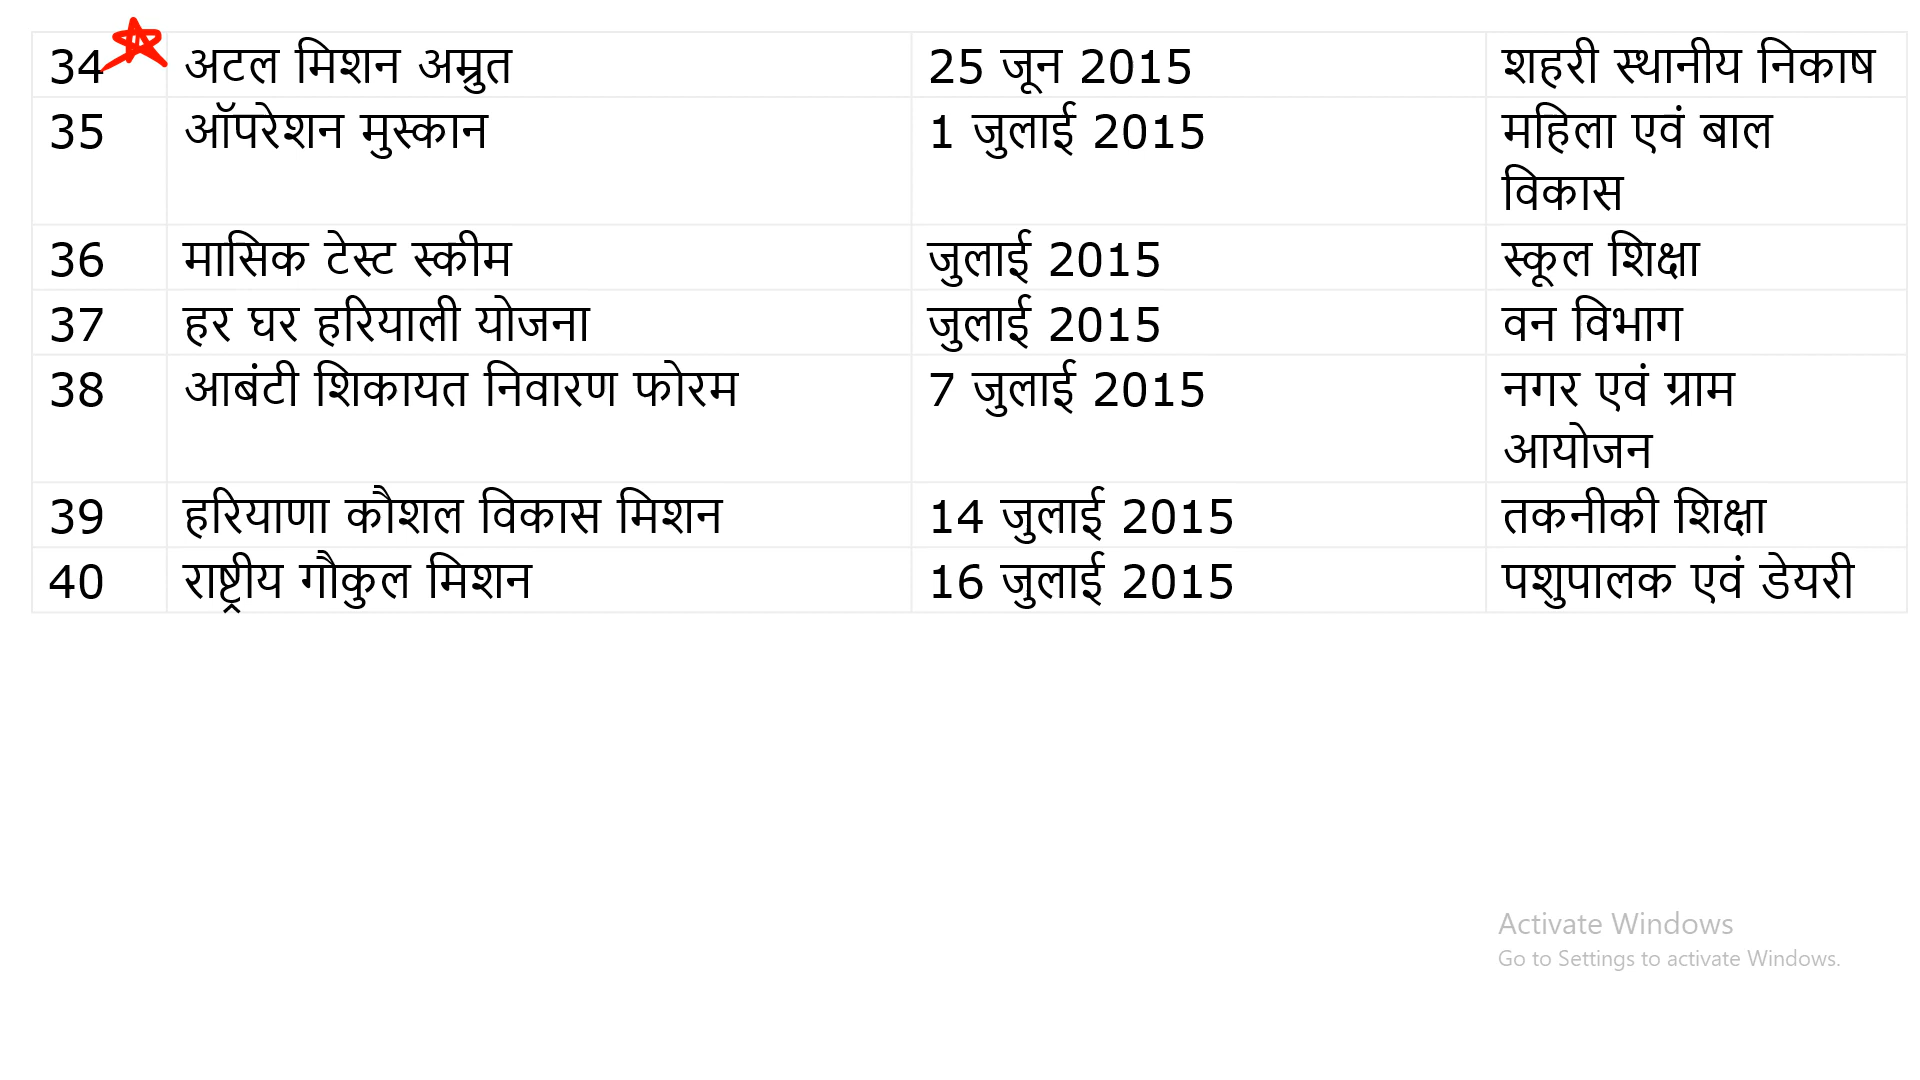 34 अटल मिशन अम्रुत 25 जून 2015 शहरी स्थानीय निकाष
35 ऑपरेशन मुस्कान 1 जुलाई 2015 महिला एवं बाल
विकास
36 मासिक टेस्ट स्कीम जुलाई 2015 स्कूल शिक्षा
37 हर घर हरियाली योजना जुलाई 2015 वन विभाग
38 आबंटी शिकायत निवारण फोरम 7 जुलाई 2015 नगर एवं ग्राम
आयोजन
39 हरियाणा कौशल विकास मिशन 14 जुलाई 2015 तकनीकी शिक्षा
40 राष्ट्रीय गौकुल मिशन 16 जुलाई 2015 पशुपालक एवं डेयरी
Activate Windows
Go to Settings to activate Windows.